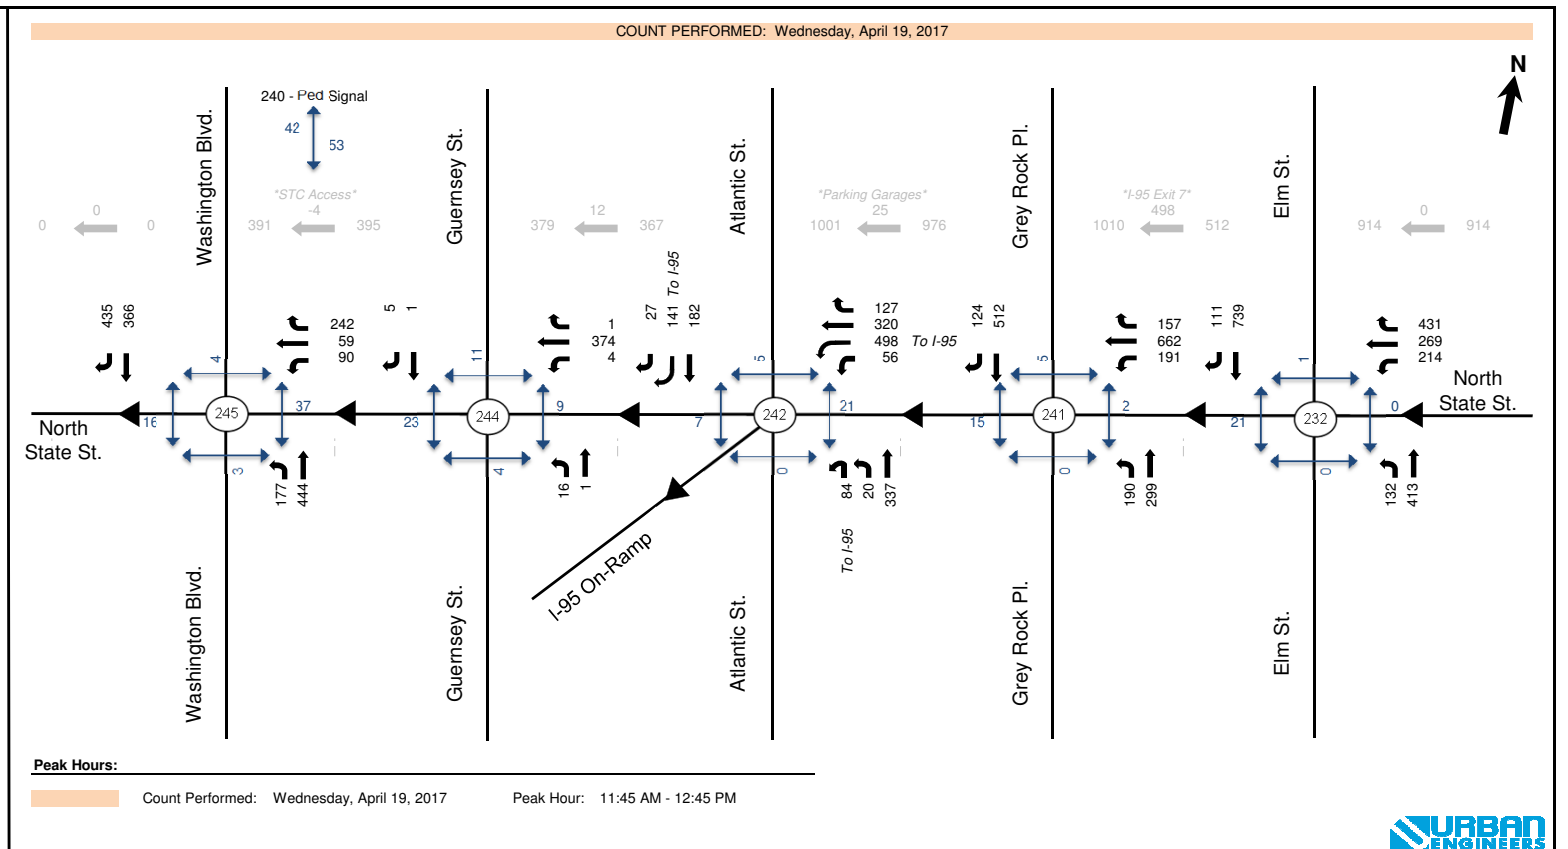 COUNT PERFORMED: Wednesday, April 19, 2017
N
240 - Ped Signal
42
53
Washington Blvd.
Guernsey St.
Atlantic St.
Grey Rock Pl.
Elm St.
*STC Access*
*Parking Garages*
*I-95 Exit 7*
0 0 0
391 -4 395
379 12 367
1001 25 976
1010 498 512
914 0 914
435 366
242
59
90
5 1
1
374
4
27 141 To I-95 182
127
320
498 To I-95
56
124 512
157
662
191
111 739
431
269
214
4
11
5
5
1
North
State St.
16 245 37
23 244 9
7 242 21
15 241 2
21 232 0
North
State St.
3
4
0
0
0
177 444
16 1
84 20 337
To I-95
190 299
132 413
I-95 On-Ramp
Washington Blvd.
Guernsey St.
Atlantic St.
Grey Rock Pl.
Elm St.
Peak Hours:
Count Performed: Wednesday, April 19, 2017 Peak Hour: 11:45 AM - 12:45 PM
URBAN
ENGINEERS